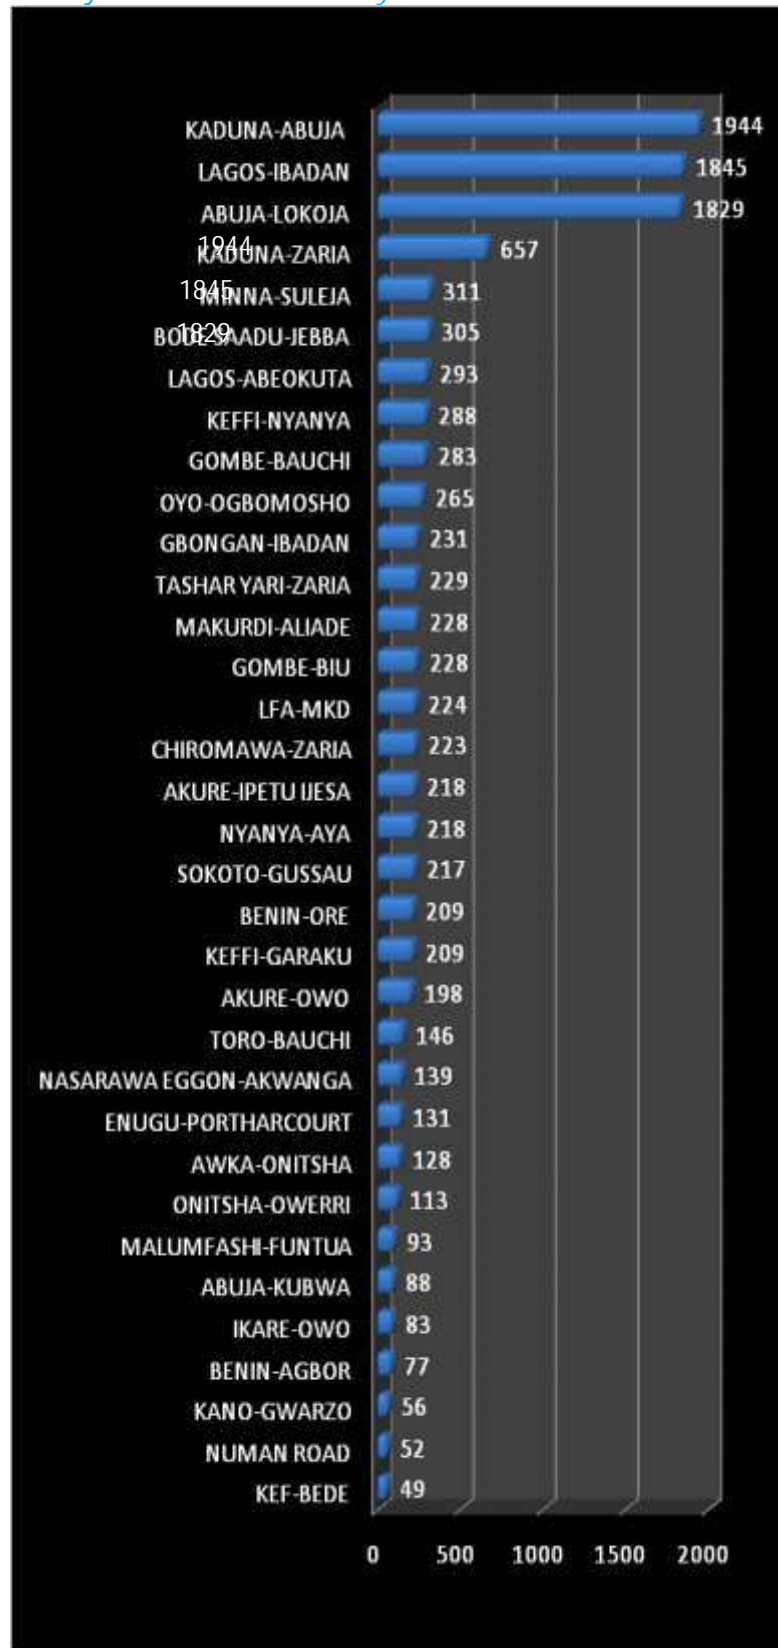 KADUNA-ABUJA 1944
LAGOS-IBADAN 1845
ABUJA-LOKOJA 1829
1944
KADUNA-ZARIA 657
1845
MINNA-SULEJA 311
1829
BODE SAADU-JEBBA 305
LAGOS-ABEOKUTA 293
KEFFI-NYANYA 288
GOMBE-BAUCHI 283
OYO-OGBOMOSHO 265
GBONGAN-IBADAN 231
TASHAR YARI-ZARIA 229
MAKURDI-ALIADE 228
GOMBE-BIU 228
LFA-MKD 224
CHIROMAWA-ZARIA 223
AKURE-IPETU IJESA 218
NYANYA-AYA 218
SOKOTO-GUSSAU 217
BENIN-ORE 209
KEFFI-GARAKU 209
AKURE-OWO 198
TORO-BAUCHI 146
NASARAWA EGGON-AKWANGA 139
ENUGU-PORTHARCOURT 131
AWKA-ONITSHA 128
ONITSHA-OWERRI 113
MALUMFASHI-FUNTUA 93
ABUJA-KUBWA 88
IKARE-OWO 83
BENIN-AGBOR 77
KANO-GWARZO 56
NUMAN ROAD 52
KEF-BEDE 49
0 500 1000 1500 2000